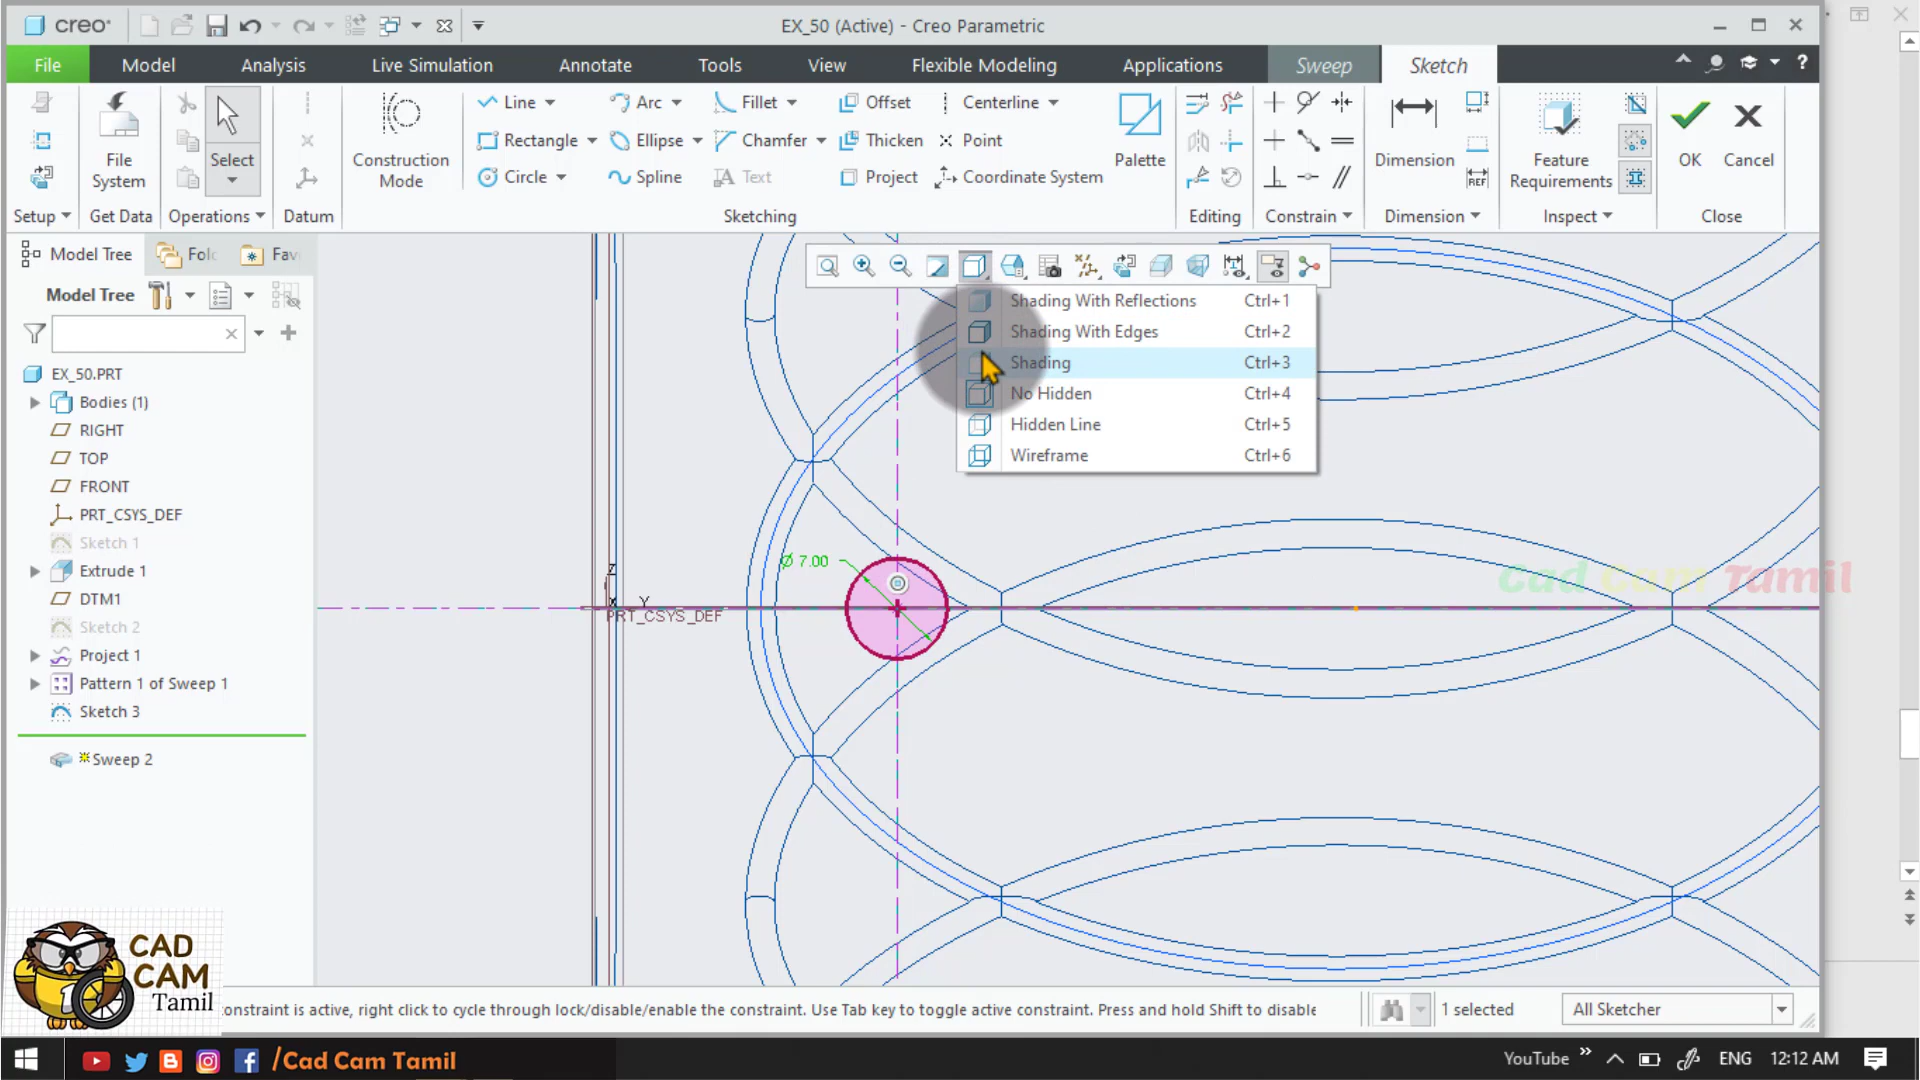 creo·
EX_50 (Active) - Creo Parametric
File Model Analysis Live Simulation Annotate Tools View Flexible Modeling Applications Sweep Sketch
Line Arc Fillet Offset Centerline
Rectangle Ellipse Chamfer Thicken Point
Circle Spline Text Project Coordinate System
File System
Select
Construction Mode
Palette
Dimension
REF
Feature Requirements
OK Cancel
Setup Get Data Operations Datum Sketching Editing Constrain Dimension Inspect Close
Model Tree Fol Fav
Model Tree
EX_50.PRT
Bodies (1)
RIGHT
TOP
FRONT
PRT_CSYS_DEF
Sketch 1
Extrude 1
DTM1
Sketch 2
Project 1
Pattern 1 of Sweep 1
Sketch 3
Sweep 2
Shading With Reflections Ctrl+1
Shading With Edges Ctrl+2
Shading Ctrl+3
No Hidden Ctrl+4
Hidden Line Ctrl+5
Wireframe Ctrl+6
Ø 7.00
Z
X Y
PRT_CSYS_DEF
Cad Cam Tamil
CAD
CAM
Tamil
onstraint is active, right click to cycle through lock/disable/enable the constraint. Use Tab key to toggle active constraint. Press and hold Shift to disable
1 selected
All Sketcher
/Cad Cam Tamil
YouTube » ENG 12:12 AM